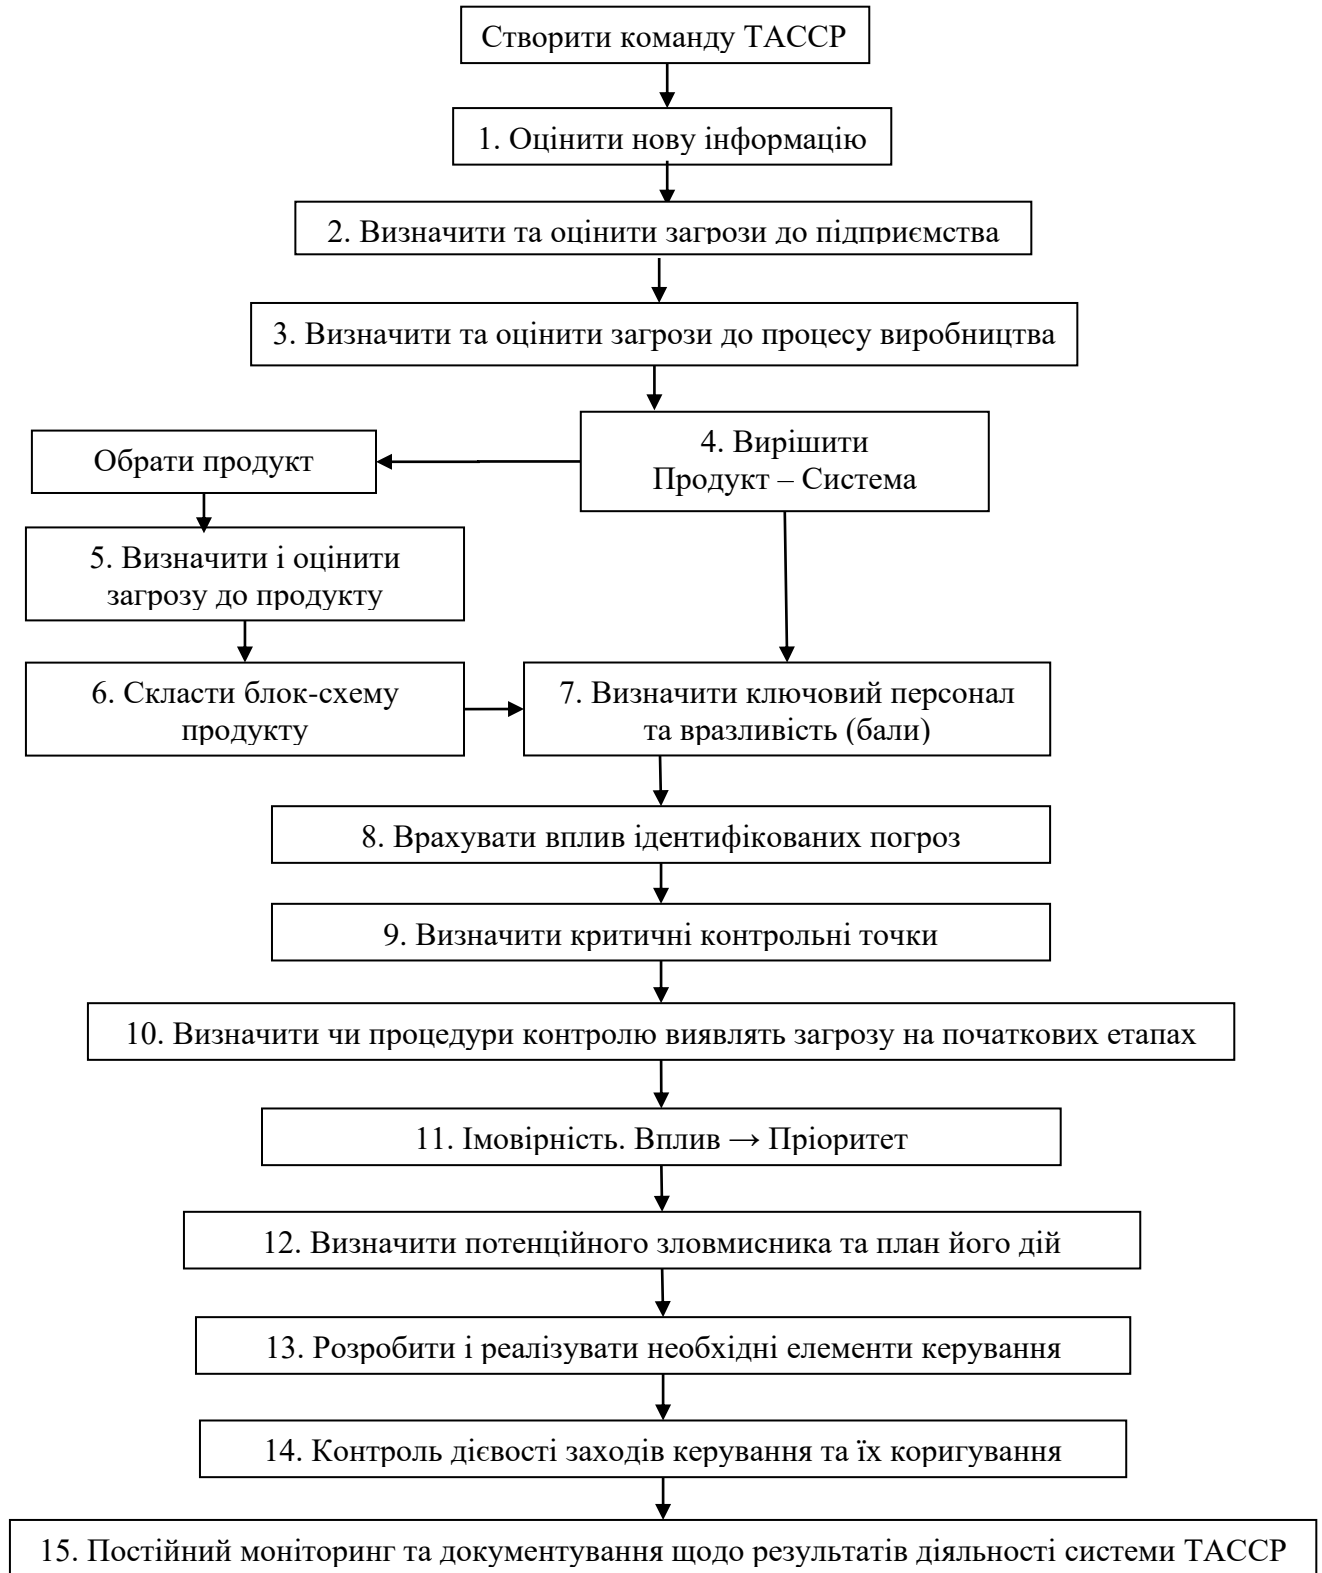 Створити команду ТАССР
1. Оцінити нову інформацію
2. Визначити та оцінити загрози до підприємства
3. Визначити та оцінити загрози до процесу виробництва
4. Вирішити
Продукт – Система
Обрати продукт
5. Визначити і оцінити
загрозу до продукту
6. Скласти блок-схему
продукту
7. Визначити ключовий персонал
та вразливість (бали)
8. Врахувати вплив ідентифікованих погроз
9. Визначити критичні контрольні точки
10. Визначити чи процедури контролю виявлять загрозу на початкових етапах
11. Імовірність. Вплив → Пріоритет
12. Визначити потенційного зловмисника та план його дій
13. Розробити і реалізувати необхідні елементи керування
14. Контроль дієвості заходів керування та їх коригування
15. Постійний моніторинг та документування щодо результатів діяльності системи ТАССР